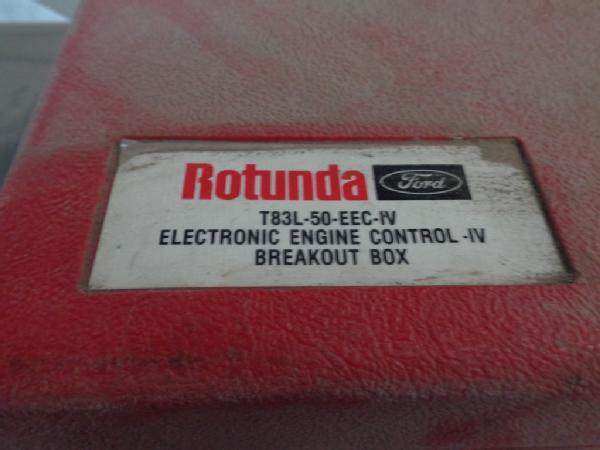 Rotunda Ford
T83L-50-EEC-IV
ELECTRONIC ENGINE CONTROL-IV
BREAKOUT BOX